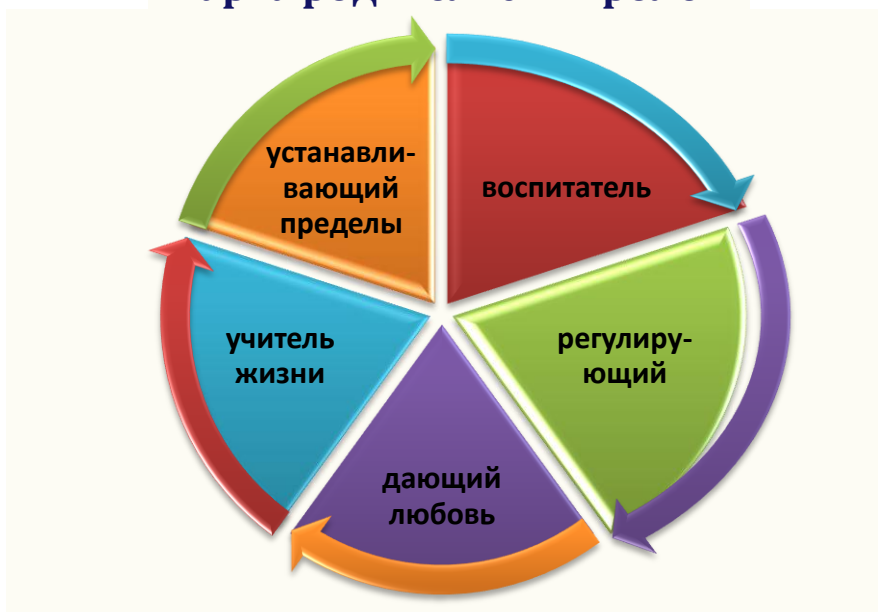 воспитатель
регулиру-
ющий
дающий
любовь
учитель
жизни
устанавли-
вающий
пределы